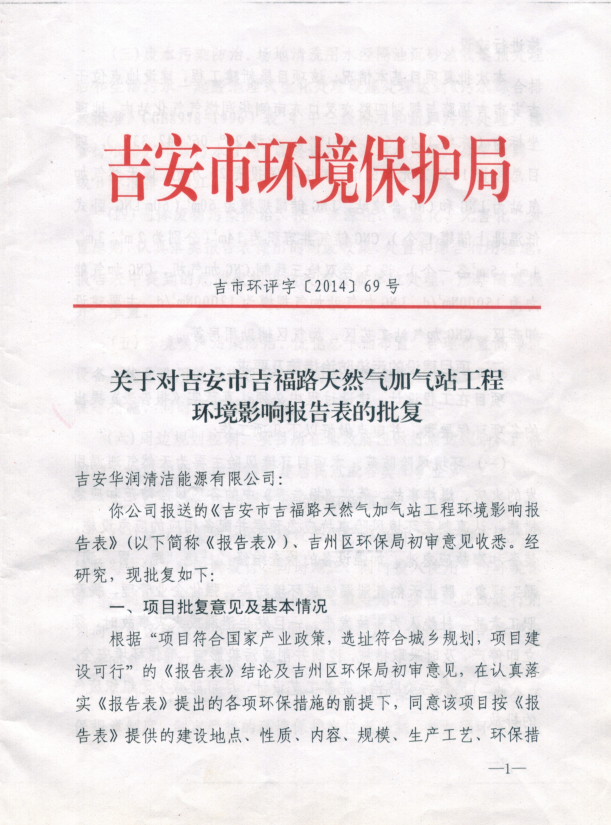 吉安市环境保护局
吉市环评字〔2014〕69号
关于对吉安市吉福路天然气加气站工程
环境影响报告表的批复
吉安华润清洁能源有限公司：
你公司报送的《吉安市吉福路天然气加气站工程环境影响报
告表》(以下简称《报告表》)、吉州区环保局初审意见收悉。经
研究，现批复如下：
一、项目批复意见及基本情况
根据“项目符合国家产业政策，选址符合城乡规划，项目建
设可行”的《报告表》结论及吉州区环保局初审意见，在认真落
实《报告表》提出的各项环保措施的前提下，同意该项目按《报
告表》提供的建设地点、性质、内容、规模、生产工艺、环保措
—1—